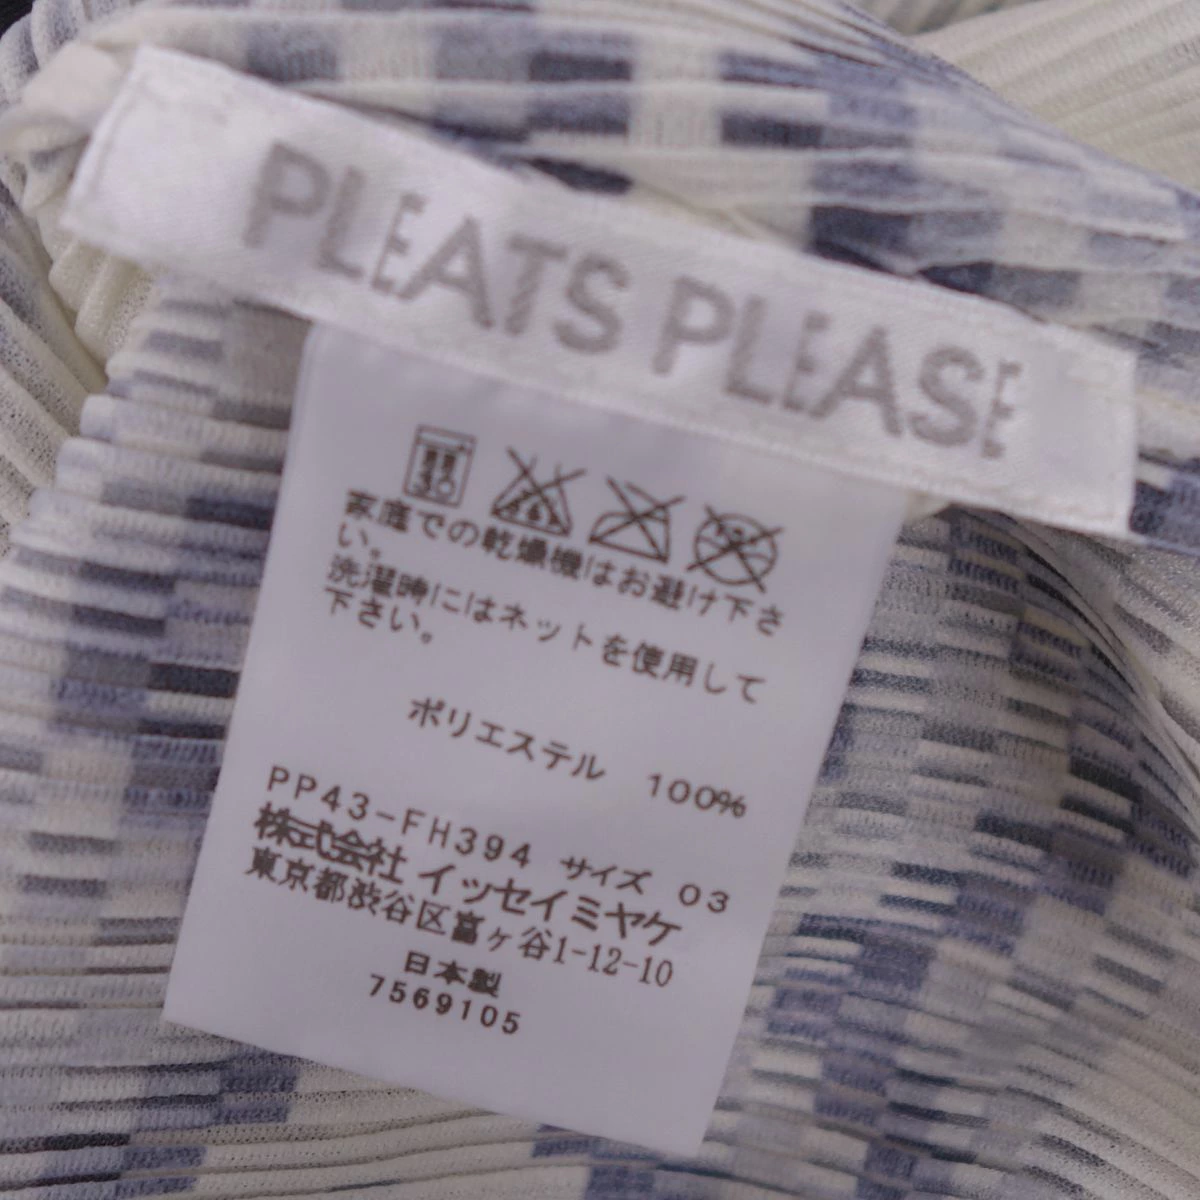 PLEATS PLEASE
家庭での乾燥機はお避け下さ
い。
洗濯時にはネットを使用して
下さい。
ポリエステル 100%
PP43-FH394 サイズ 03
株式会社 イッセイミヤケ
東京都渋谷区富ヶ谷1-12-10
日本製
7569105